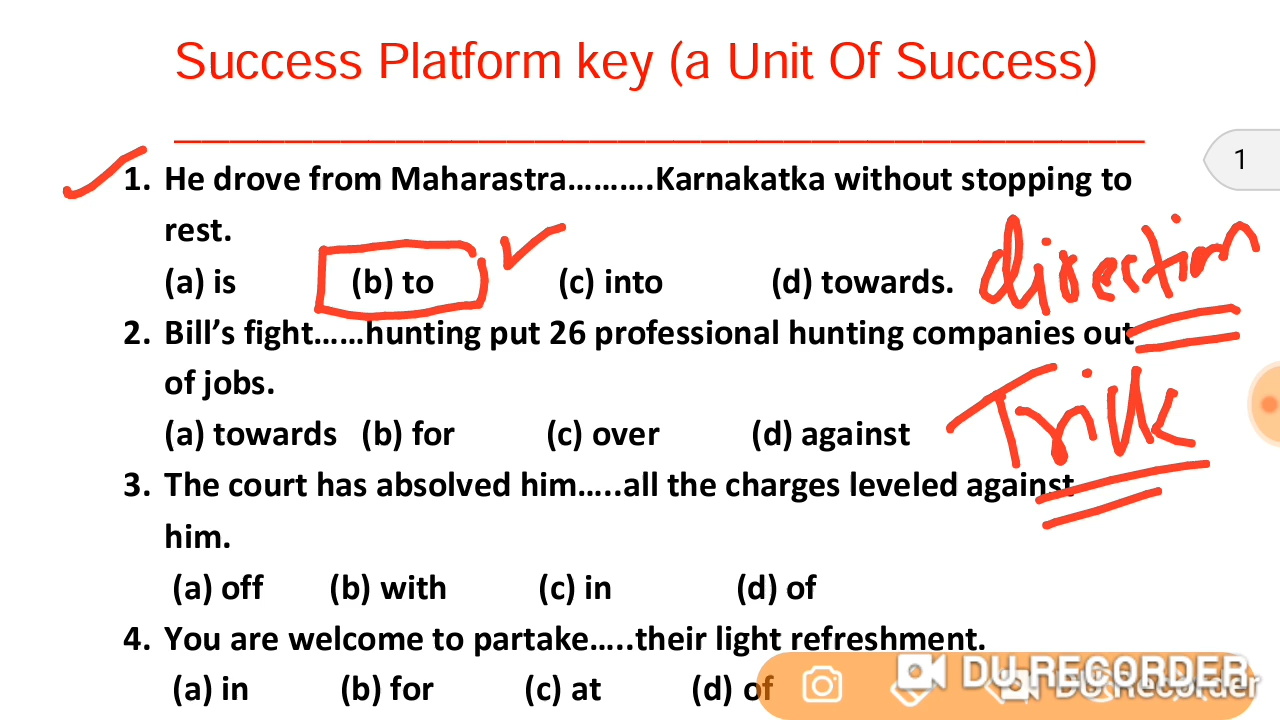 Success Platform key (a Unit Of Success)
1
1. He drove from Maharastra……….Karnakatka without stopping to
rest.
(a) is (b) to (c) into (d) towards. direction
2. Bill’s fight……hunting put 26 professional hunting companies out
of jobs.
(a) towards (b) for (c) over (d) against Trick
3. The court has absolved him…..all the charges leveled against
him.
(a) off (b) with (c) in (d) of
4. You are welcome to partake…..their light refreshment.
(a) in (b) for (c) at (d) of
DU RECORDER
DU Recorder